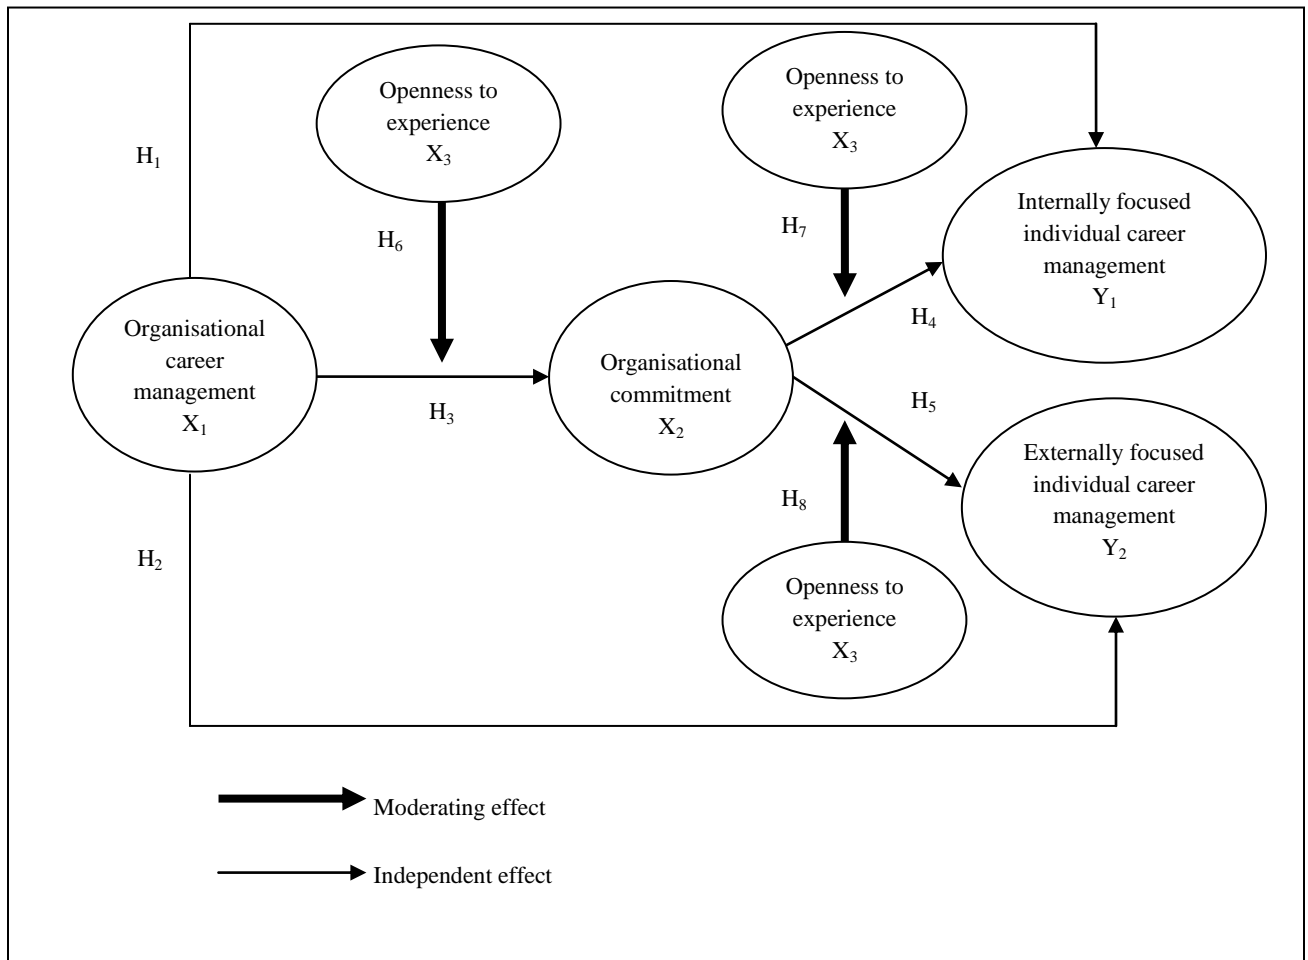 Openness to
experience
X₃
Openness to
experience
X₃
H₁
H₆
H₇
Internally focused
individual career
management
Y₁
Organisational
career
management
X₁
H₃
Organisational
commitment
X₂
H₄
H₅
Externally focused
individual career
management
Y₂
H₈
H₂
Openness to
experience
X₃
Moderating effect
Independent effect